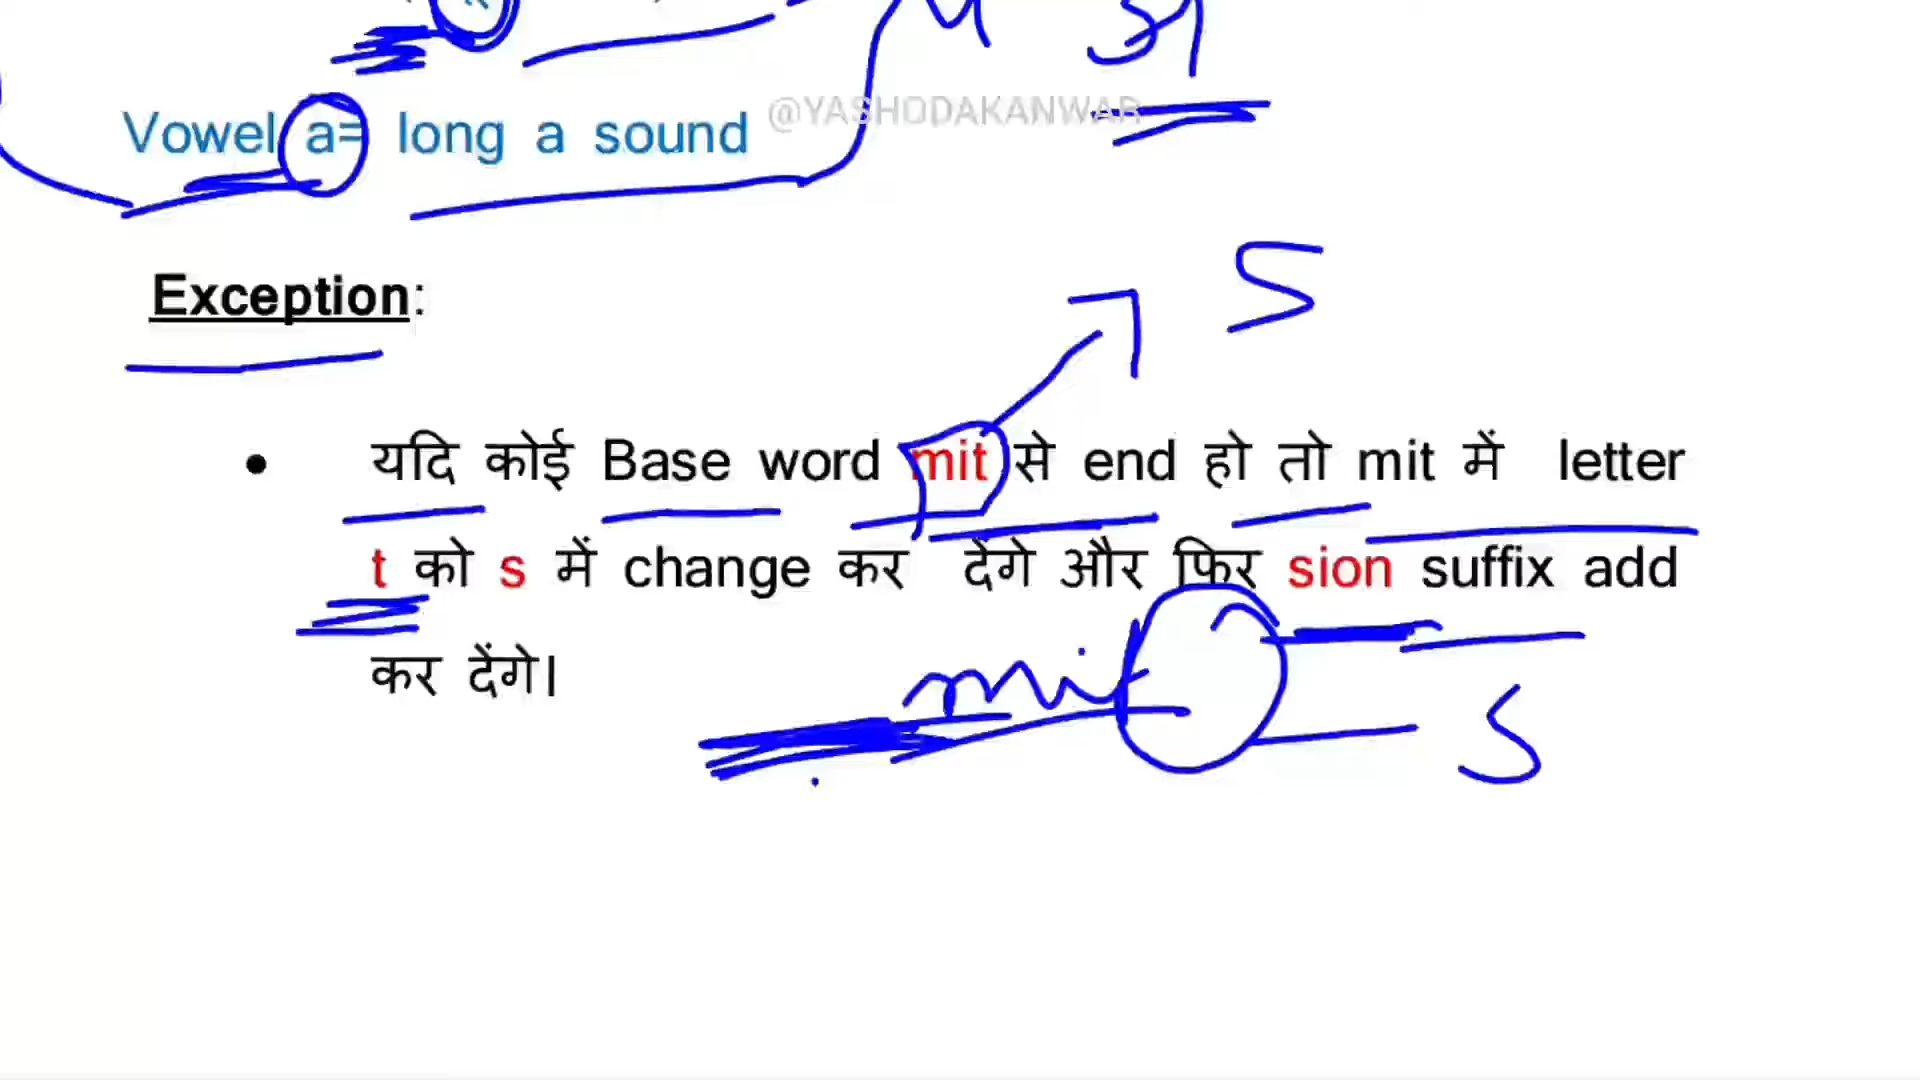 Vowel a= long a sound
@YASHODAKANWAR
Exception:
S
• यदि कोई Base word mit से end हो तो mit में letter
t को s में change कर देंगे और फिर sion suffix add
कर देंगे।
mit
S